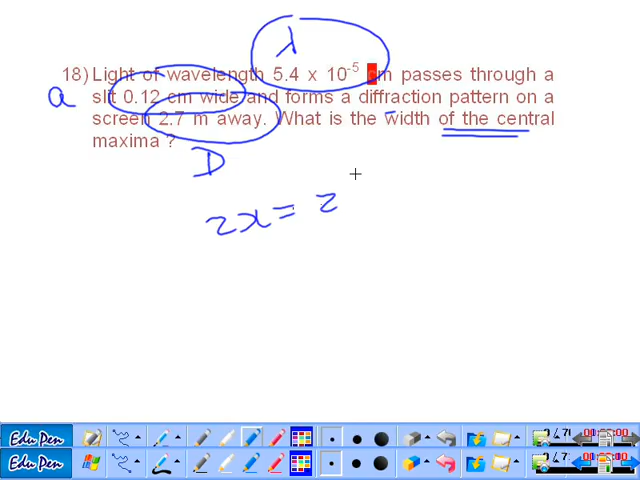 λ
18) Light of wavelength 5.4 x 10⁻⁵ cm passes through a
a slit 0.12 cm wide and forms a diffraction pattern on a
screen 2.7 m away. What is the width of the central
maxima ?
D
2x = 2
Edu Pen
Edu Pen